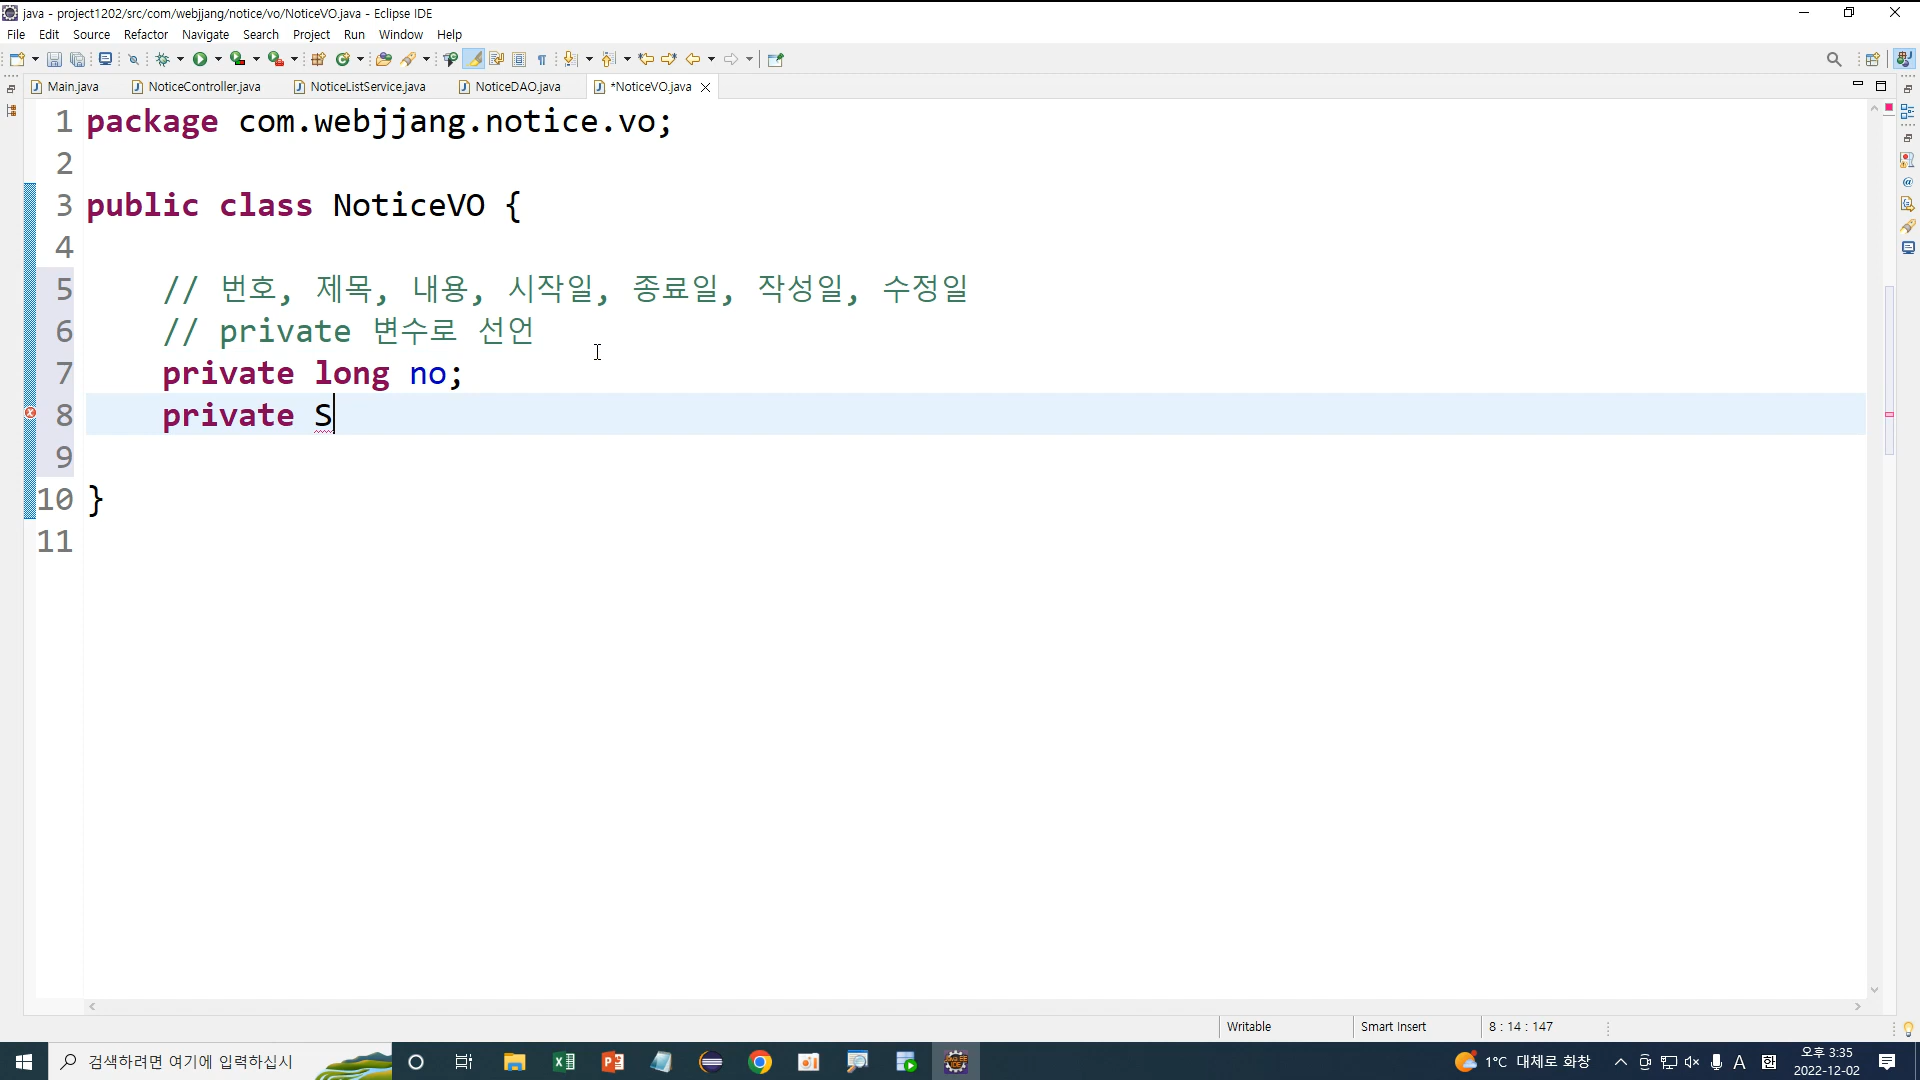 java - project1202/src/com/webjjang/notice/vo/NoticeVO.java - Eclipse IDE
File Edit Source Refactor Navigate Search Project Run Window Help
Main.java NoticeController.java NoticeListService.java NoticeDAO.java *NoticeVO.java
1 package com.webjjang.notice.vo;
2
3 public class NoticeVO {
4
5 // 번호, 제목, 내용, 시작일, 종료일, 작성일, 수정일
6 // private 변수로 선언
7 private long no;
8 private S
9
10 }
11
Writable Smart Insert 8 : 14 : 147
검색하려면 여기에 입력하십시 1°C 대체로 화창 A 오후 3:35
2022-12-02